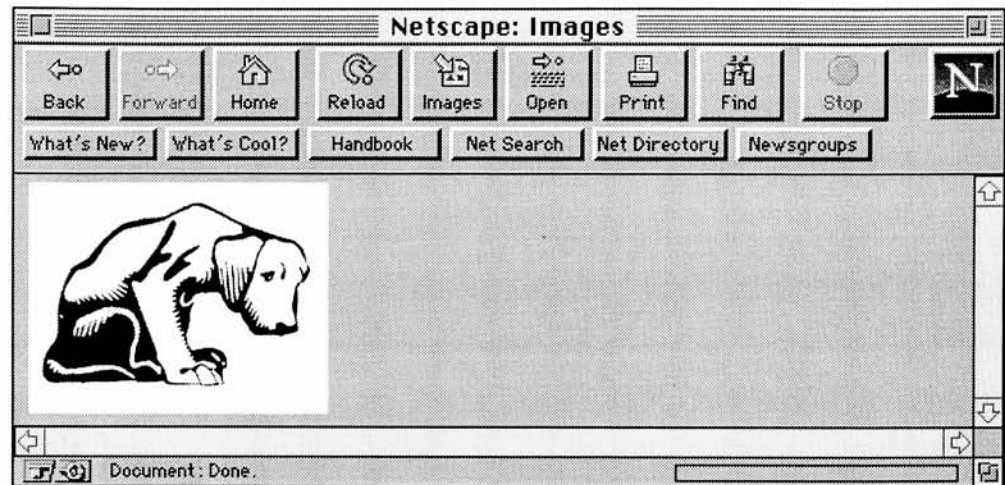 Netscape: Images
Back Forward Home Reload Images Open Print Find Stop N
What's New? What's Cool? Handbook Net Search Net Directory Newsgroups
Document: Done.